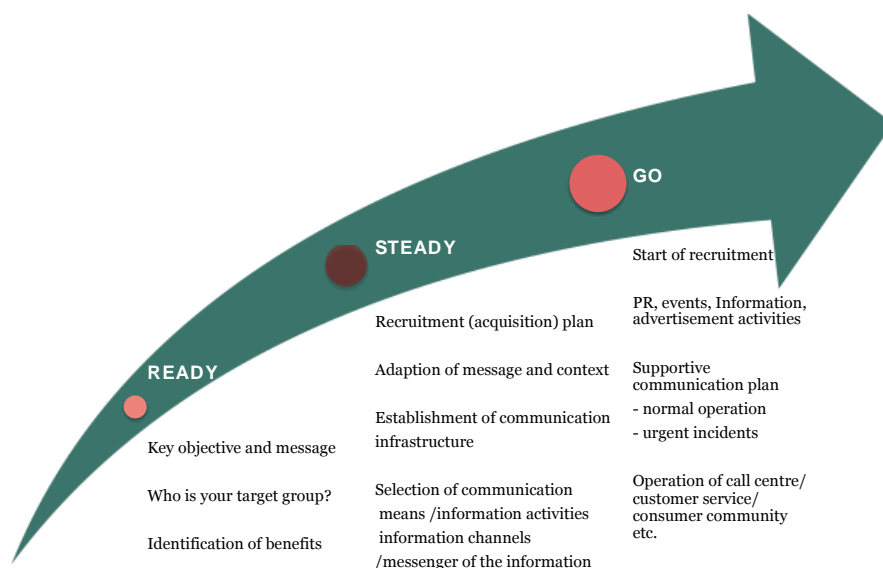 READY
Key objective and message
Who is your target group?
Identification of benefits
STEADY
Recruitment (acquisition) plan
Adaption of message and context
Establishment of communication
infrastructure
Selection of communication
means /information activities
information channels
/messenger of the information
GO
Start of recruitment
PR, events, Information,
advertisement activities
Supportive
communication plan
- normal operation
- urgent incidents
Operation of call centre/
customer service/
consumer community
etc.